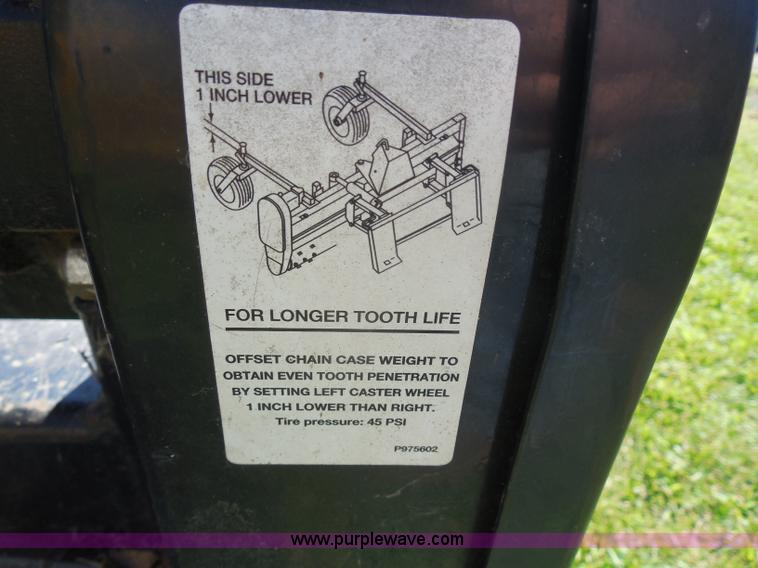 THIS SIDE
1 INCH LOWER
FOR LONGER TOOTH LIFE
OFFSET CHAIN CASE WEIGHT TO
OBTAIN EVEN TOOTH PENETRATION
BY SETTING LEFT CASTER WHEEL
1 INCH LOWER THAN RIGHT.
Tire pressure: 45 PSI
P975602
www.purplewave.com